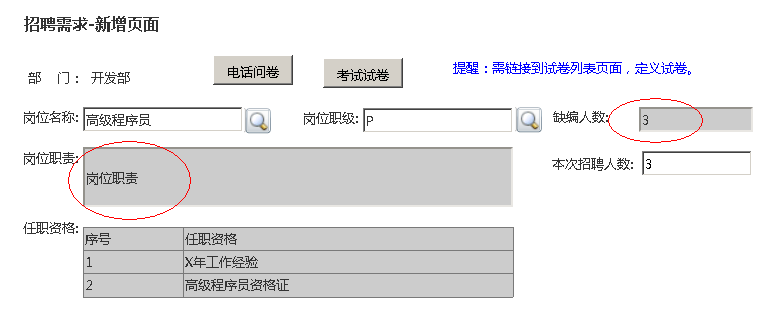 招聘需求-新增页面
部 门： 开发部 电话问卷 考试试卷 提醒：需链接到试卷列表页面，定义试卷。
岗位名称: 高级程序员 岗位职级: P 缺编人数: 3
岗位职责: 岗位职责 本次招聘人数: 3
任职资格:
序号 任职资格
1 X年工作经验
2 高级程序员资格证